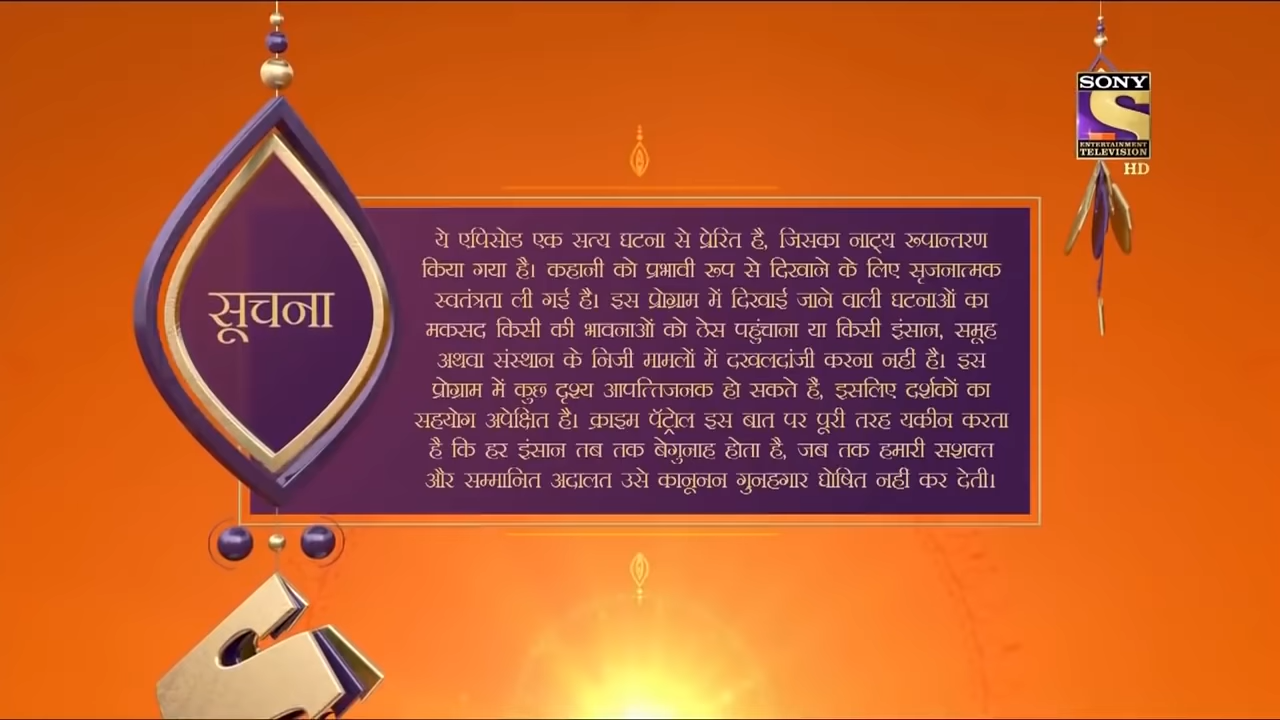 सूचना
ये एपिसोड एक सत्य घटना से प्रेरित है, जिसका नाट्य रूपान्तरण
किया गया है। कहानी को प्रभावी रूप से दिखाने के लिए सृजनात्मक
स्वतंत्रता ली गई है। इस प्रोग्राम में दिखाई जाने वाली घटनाओं का
मकसद किसी की भावनाओं को ठेस पहुंचाना या किसी इंसान, समूह
अथवा संस्थान के निजी मामलों में दखलदांजी करना नहीं है। इस
प्रोग्राम में कुछ दृश्य आपत्तिजनक हो सकते है, इसलिए दर्शकों का
सहयोग अपेक्षित है। क्राइम पॅट्रोल इस बात पर पूरी तरह यकीन करता
है कि हर इंसान तब तक बेगुनाह होता है, जब तक हमारी सशक्त
और सम्मानित अदालत उसे कानूनन गुनहगार घोषित नहीं कर देती।
SONY
ENTERTAINMENT
TELEVISION
HD